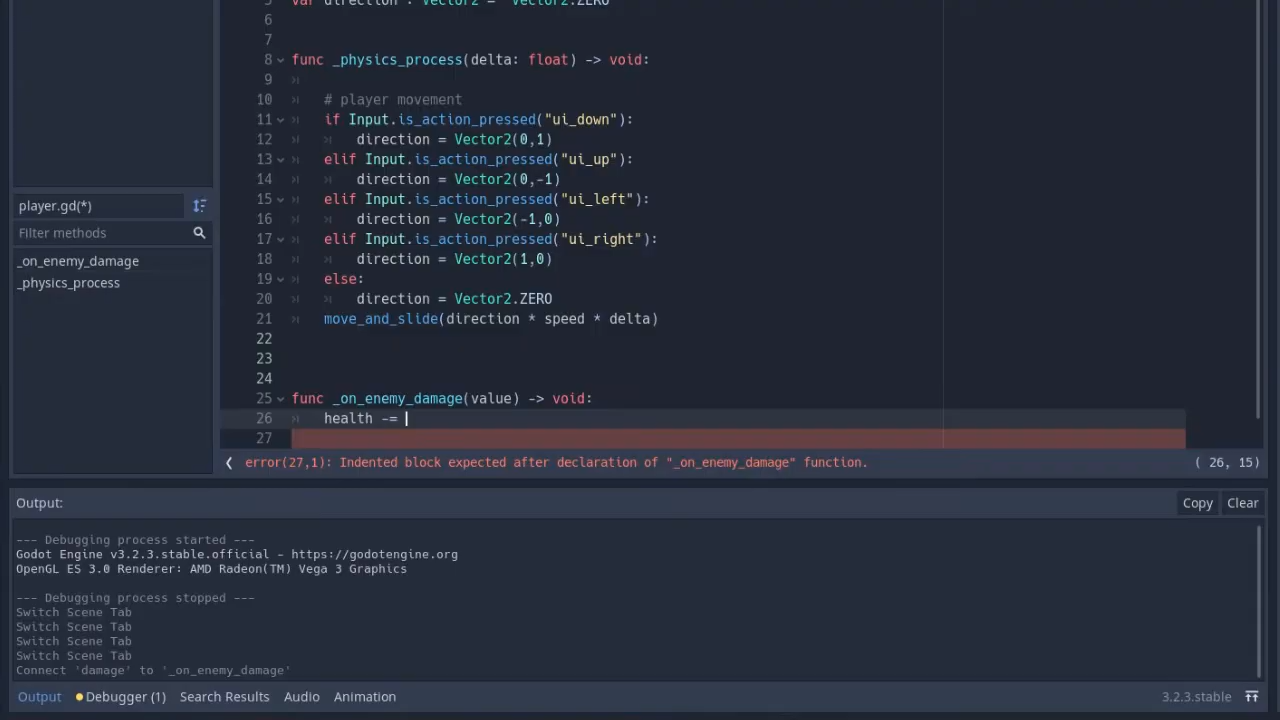 5 var direction : Vector2 = Vector2.ZERO
6
7
8 func _physics_process(delta: float) -> void:
9
10 # player movement
11 if Input.is_action_pressed("ui_down"):
12 direction = Vector2(0,1)
13 elif Input.is_action_pressed("ui_up"):
14 direction = Vector2(0,-1)
15 elif Input.is_action_pressed("ui_left"):
16 direction = Vector2(-1,0)
17 elif Input.is_action_pressed("ui_right"):
18 direction = Vector2(1,0)
19 else:
20 direction = Vector2.ZERO
21 move_and_slide(direction * speed * delta)
22
23
24
25 func _on_enemy_damage(value) -> void:
26 health -=
27
player.gd(*)
Filter methods
_on_enemy_damage
_physics_process
error(27,1): Indented block expected after declaration of "_on_enemy_damage" function.
( 26, 15)
Output:
Copy
Clear
--- Debugging process started ---
Godot Engine v3.2.3.stable.official - https://godotengine.org
OpenGL ES 3.0 Renderer: AMD Radeon(TM) Vega 3 Graphics
--- Debugging process stopped ---
Switch Scene Tab
Switch Scene Tab
Switch Scene Tab
Switch Scene Tab
Connect 'damage' to '_on_enemy_damage'
Output
Debugger (1)
Search Results
Audio
Animation
3.2.3.stable